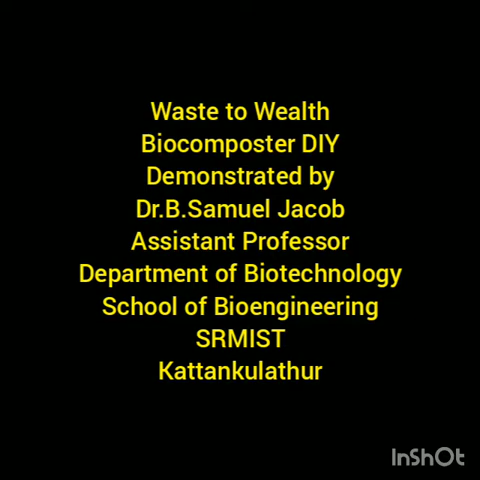 Waste to Wealth
Biocomposter DIY
Demonstrated by
Dr.B.Samuel Jacob
Assistant Professor
Department of Biotechnology
School of Bioengineering
SRMIST
Kattankulathur
InShOt